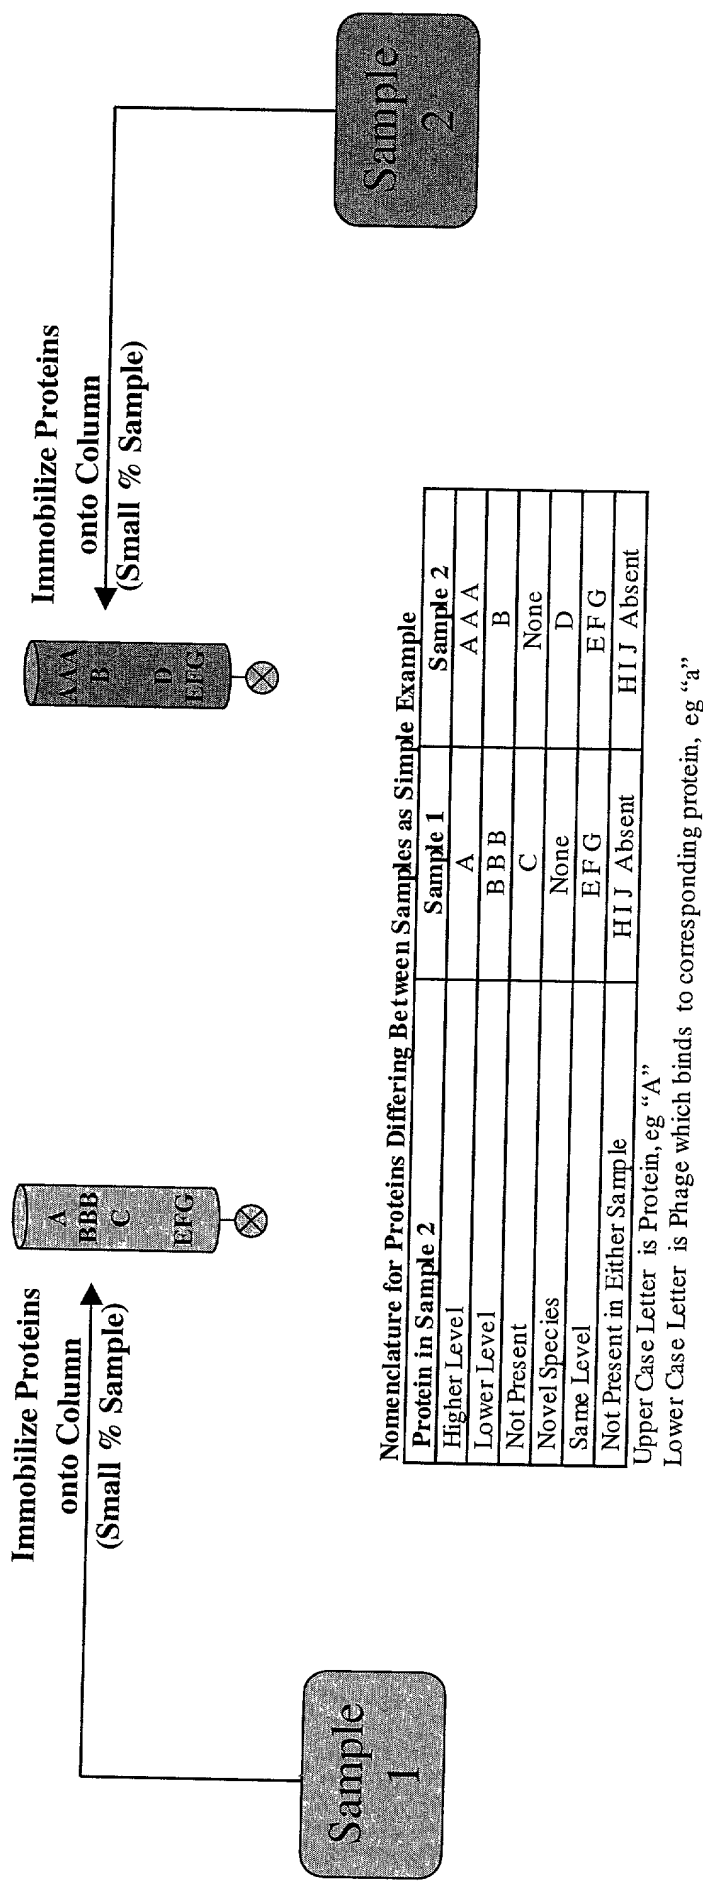 Immobilize Proteins
onto Column
(Small % Sample)
A
BBB
C
EFG
Sample
1
Immobilize Proteins
onto Column
(Small % Sample)
AAA
B
D
EFG
Sample
2
Nomenclature for Proteins Differing Between Samples as Simple Example
Protein in Sample 2 Sample 1 Sample 2
Higher Level A A A A
Lower Level B B B B
Not Present C None
Novel Species None D
Same Level E F G E F G
Not Present in Either Sample H I J Absent H I J Absent
Upper Case Letter is Protein, eg “A”
Lower Case Letter is Phage which binds to corresponding protein, eg “a”